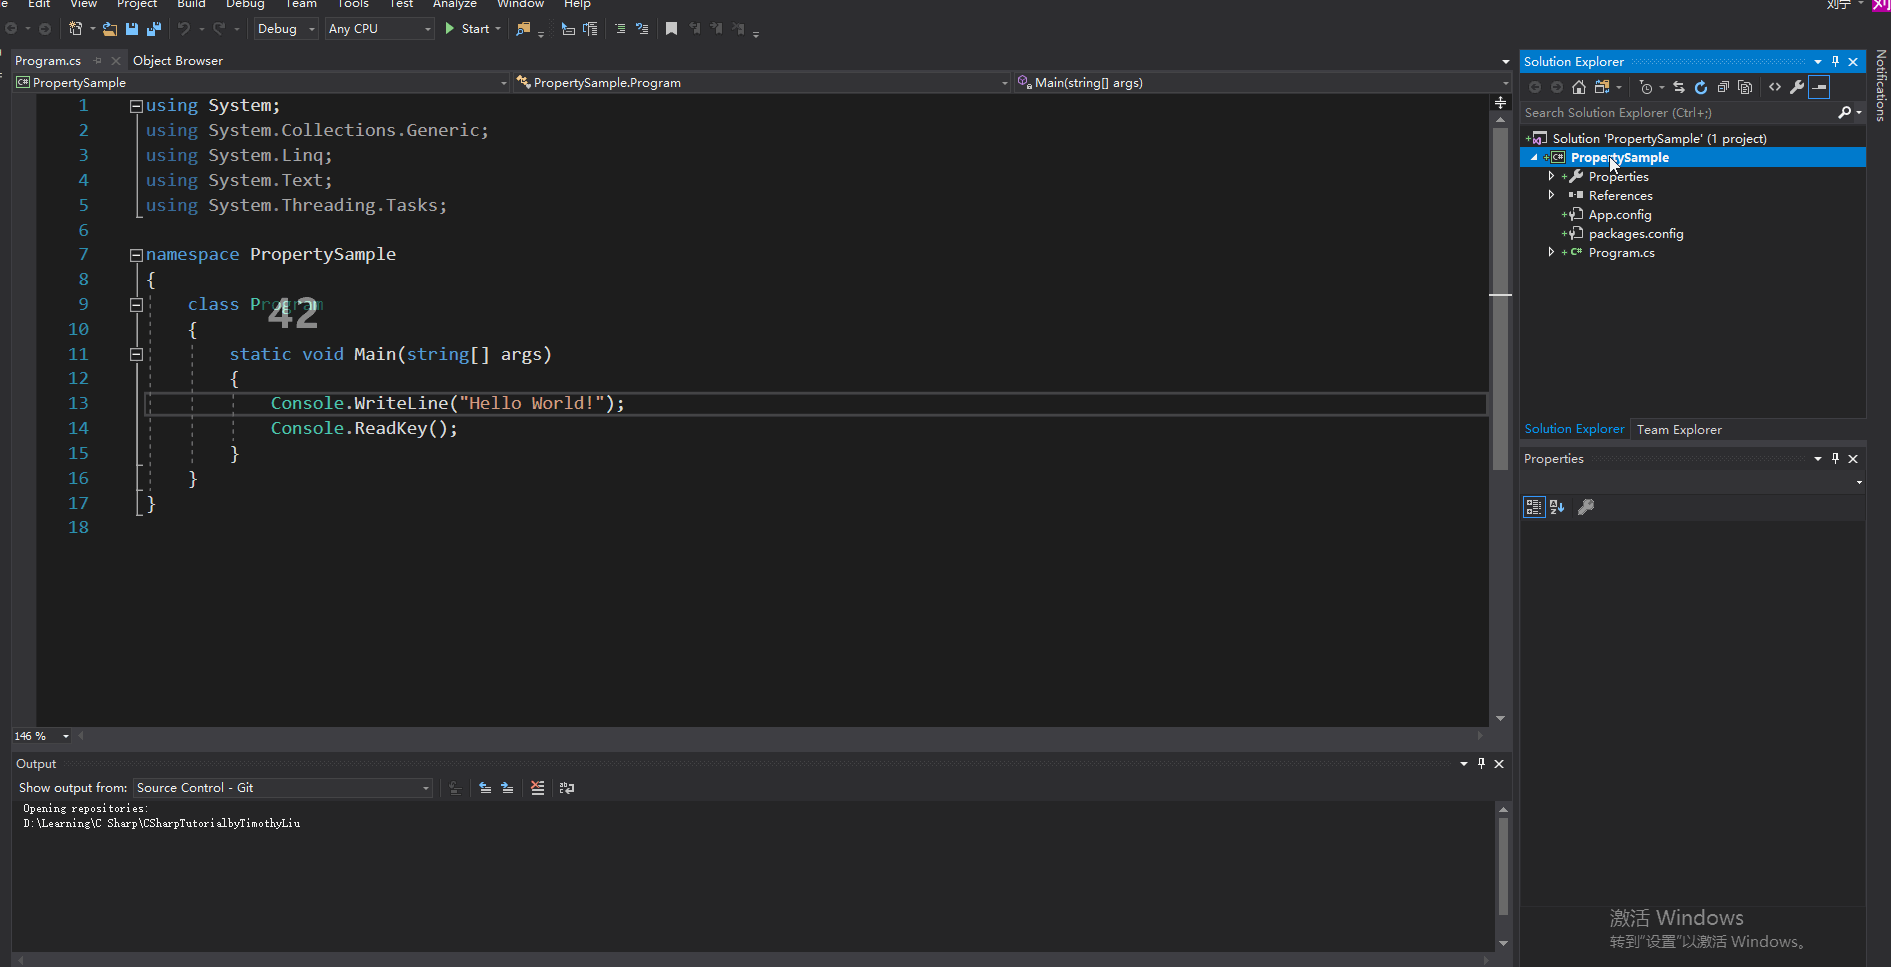 Edit View Project Build Debug Team Tools Test Analyze Window Help
刘宁
Debug Any CPU Start
Program.cs Object Browser
PropertySample PropertySample.Program Main(string[] args)
1 using System;
2 using System.Collections.Generic;
3 using System.Linq;
4 using System.Text;
5 using System.Threading.Tasks;
6
7 namespace PropertySample
8 {
9 class Program
42
10 {
11 static void Main(string[] args)
12 {
13 Console.WriteLine("Hello World!");
14 Console.ReadKey();
15 }
16 }
17 }
18
146 %
Output
Show output from: Source Control - Git
Opening repositories:
D:\Learning\C Sharp\CSharpTutorialbyTimothyLiu
Solution Explorer
Search Solution Explorer (Ctrl+;)
Solution 'PropertySample' (1 project)
PropertySample
Properties
References
App.config
packages.config
Program.cs
Solution Explorer Team Explorer
Properties
Notifications
激活 Windows
转到“设置”以激活 Windows。